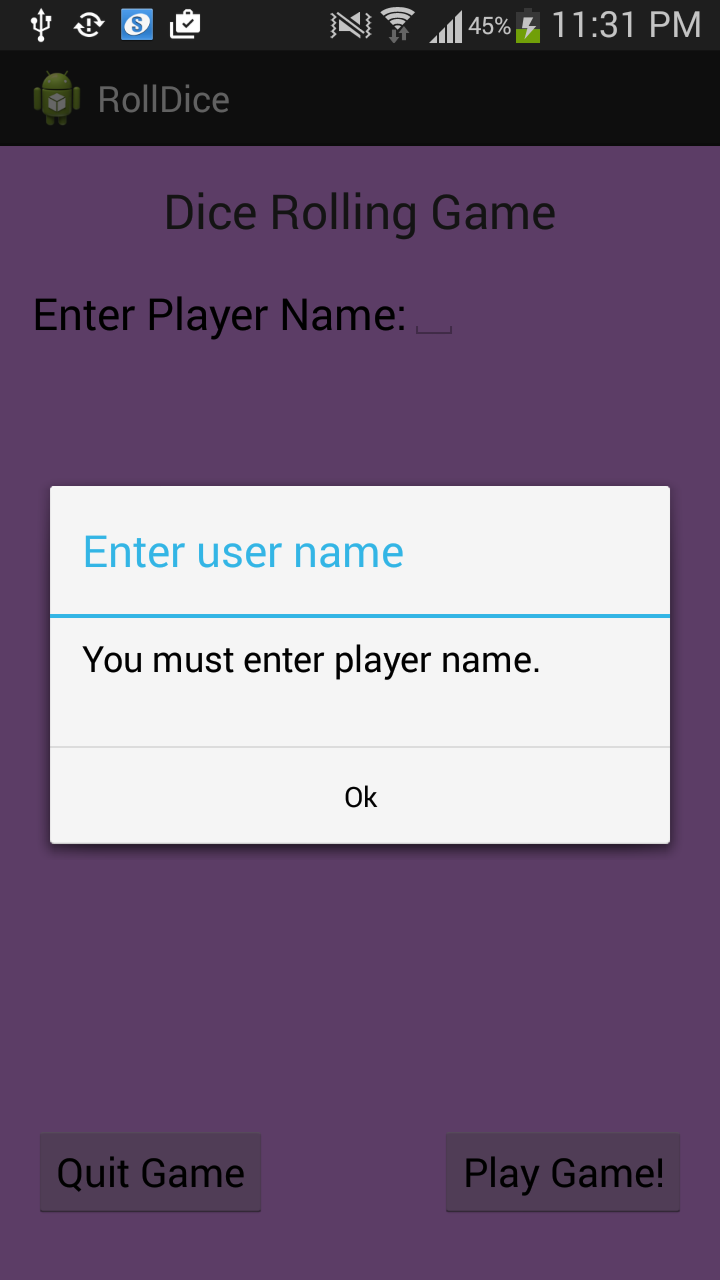 45% 11:31 PM
RollDice
Dice Rolling Game
Enter Player Name:
Enter user name
You must enter player name.
Ok
Quit Game Play Game!